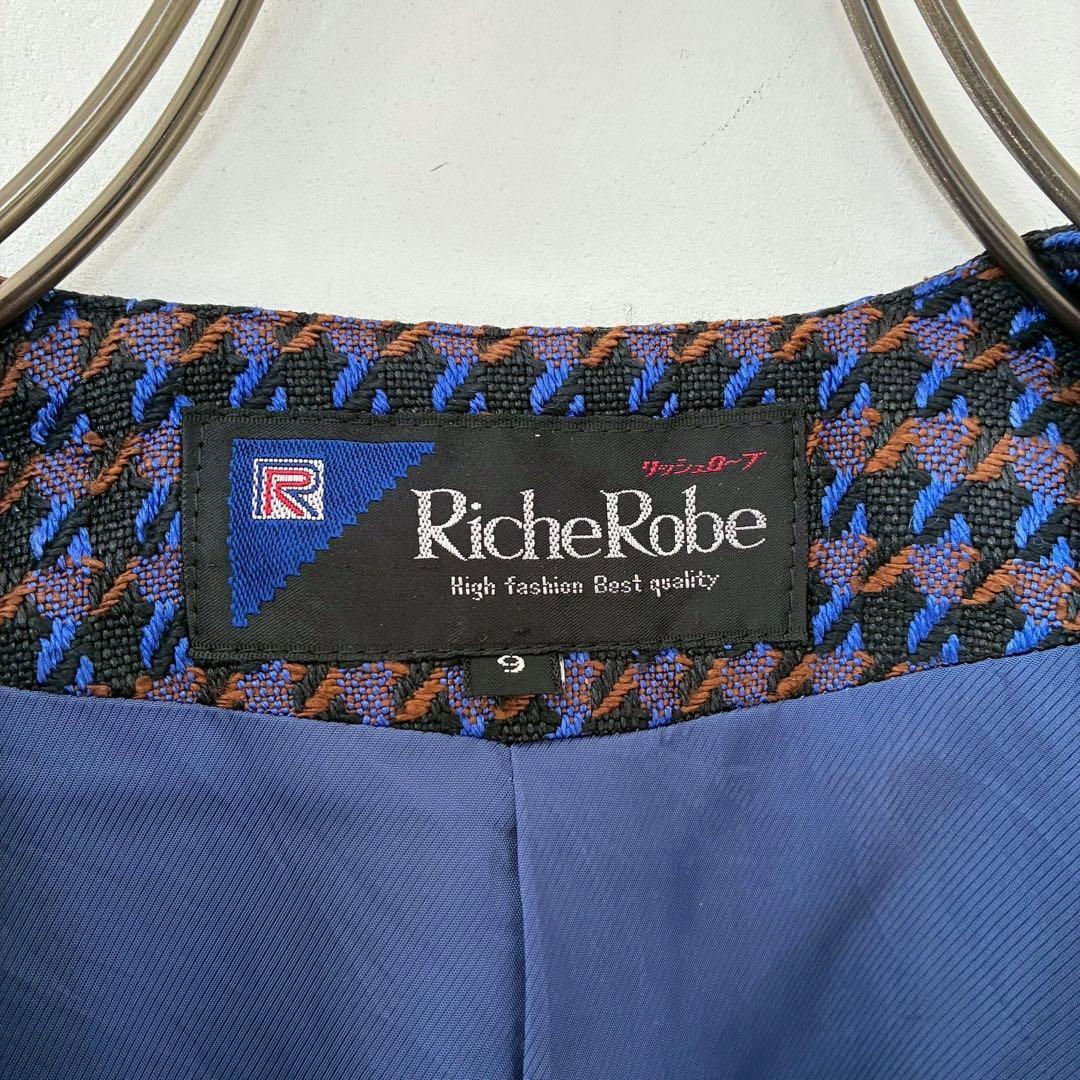 R
リッシュローブ
RicheRobe
High fashion Best quality
9